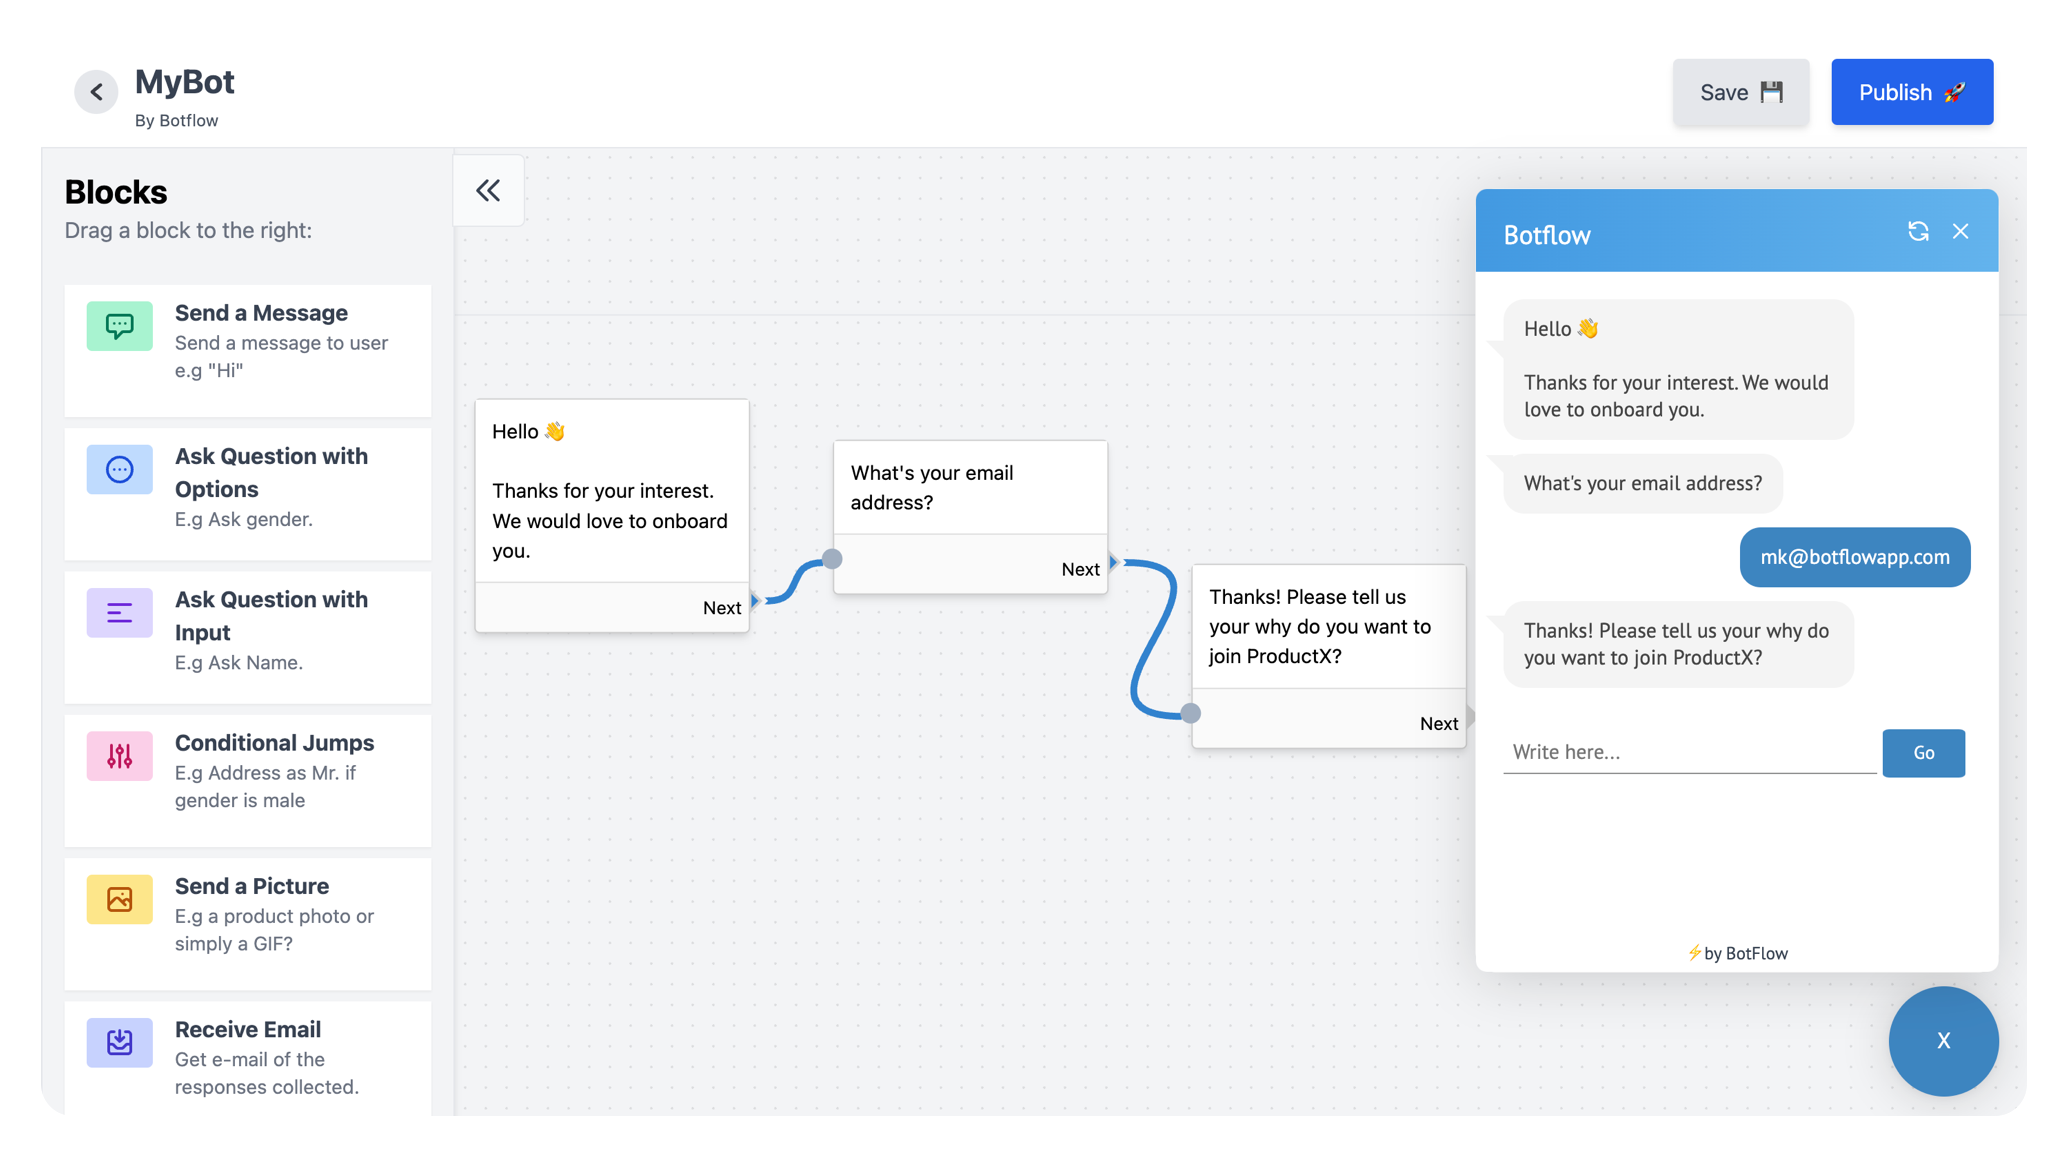 MyBot
By Botflow
Save 💾
Publish 🚀
Blocks
Drag a block to the right:
Send a Message
Send a message to user
e.g "Hi"
Ask Question with
Options
E.g Ask gender.
Ask Question with
Input
E.g Ask Name.
Conditional Jumps
E.g Address as Mr. if
gender is male
Send a Picture
E.g a product photo or
simply a GIF?
Receive Email
Get e-mail of the
responses collected.
Hello 👋
Thanks for your interest.
We would love to onboard
you.
Next
What's your email
address?
Next
Thanks! Please tell us
your why do you want to
join ProductX?
Next
Botflow
Hello 👋
Thanks for your interest. We would
love to onboard you.
What's your email address?
mk@botflowapp.com
Thanks! Please tell us your why do
you want to join ProductX?
Write here...
Go
⚡by BotFlow
X